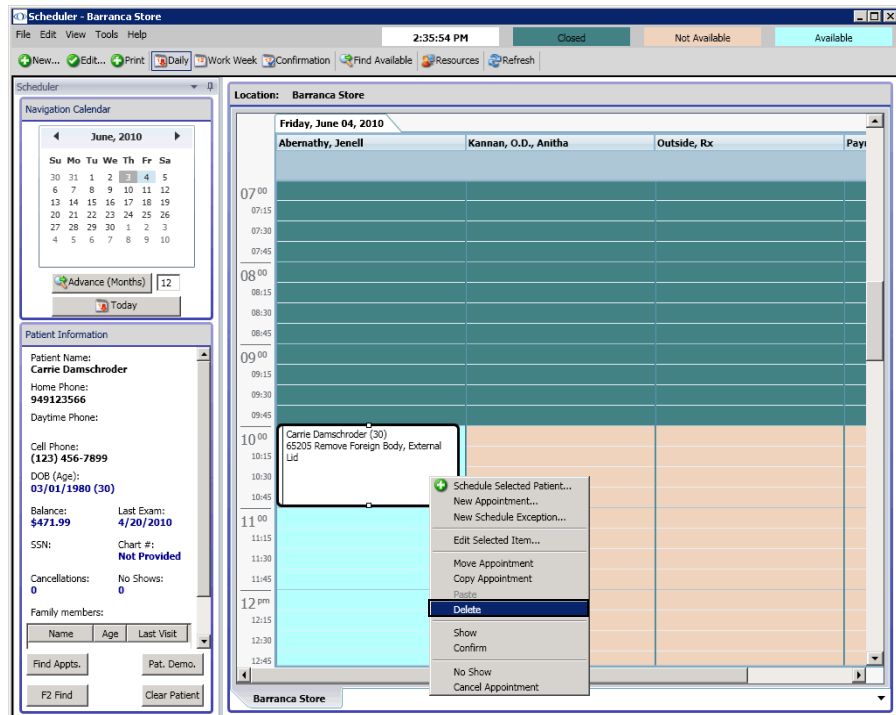 Scheduler - Barranca Store
File Edit View Tools Help
2:35:54 PM Closed Not Available Available
New... Edit... Print Daily Work Week Confirmation Find Available Resources Refresh
Scheduler
Navigation Calendar
June, 2010
Su Mo Tu We Th Fr Sa
30 31 1 2 3 4 5
6 7 8 9 10 11 12
13 14 15 16 17 18 19
20 21 22 23 24 25 26
27 28 29 30 1 2 3
4 5 6 7 8 9 10
Advance (Months) 12
Today
Patient Information
Patient Name:
Carrie Damschroder
Home Phone:
949123566
Daytime Phone:
Cell Phone:
(123) 456-7899
DOB (Age):
03/01/1980 (30)
Balance: Last Exam:
$471.99 4/20/2010
SSN: Chart #:
Not Provided
Cancellations: No Shows:
0 0
Family members:
Name Age Last Visit
Find Appts. Pat. Demo.
F2 Find Clear Patient
Location: Barranca Store
Friday, June 04, 2010
Abernathy, Jenell Kannan, O.D., Anitha Outside, Rx Payn
07 00
07:15
07:30
07:45
08 00
08:15
08:30
08:45
09 00
09:15
09:30
09:45
10 00
10:15
10:30
10:45
11 00
11:15
11:30
11:45
12 pm
12:15
12:30
12:45
Carrie Damschroder (30)
65205 Remove Foreign Body, External
Lid
Schedule Selected Patient...
New Appointment...
New Schedule Exception...
Edit Selected Item...
Move Appointment
Copy Appointment
Paste
Delete
Show
Confirm
No Show
Cancel Appointment
Barranca Store